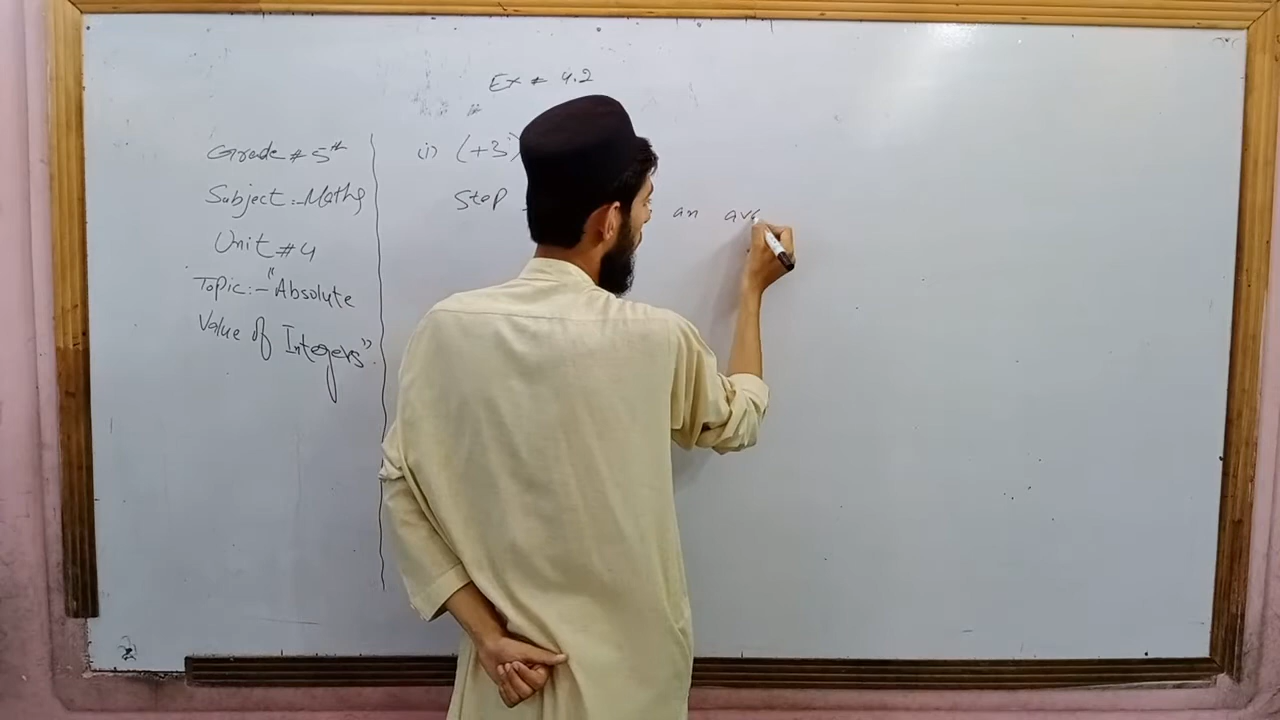 Ex # 4.2
Grade # 5th
Subject :- Maths
Unit # 4
Topic :- "Absolute
Value of Integers".
(i) (+3)
Step
an